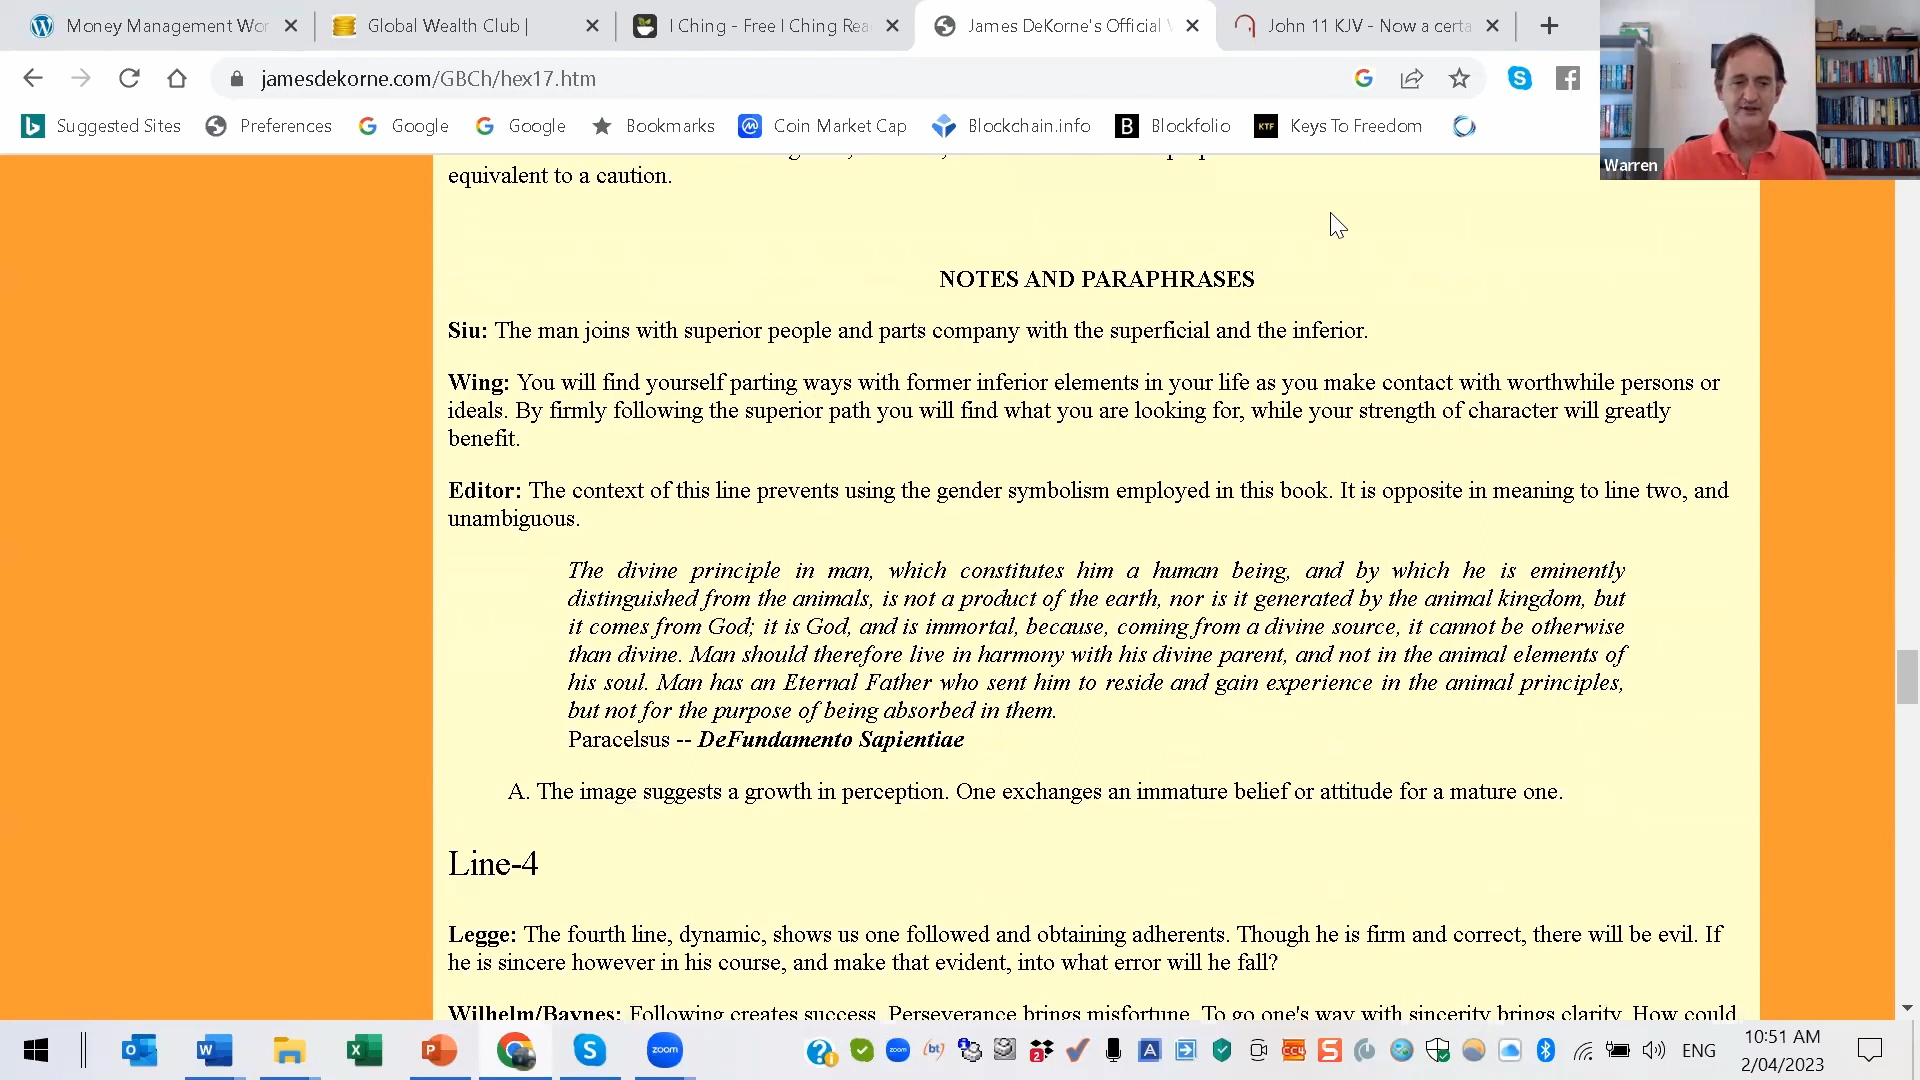 Money Management Wor
Global Wealth Club |
I Ching - Free I Ching Rea
James DeKorne's Official
John 11 KJV - Now a certa
jamesdekorne.com/GBCh/hex17.htm
Suggested Sites
Preferences
Google
Google
Bookmarks
Coin Market Cap
Blockchain.info
Blockfolio
KTF
Keys To Freedom
Warren
equivalent to a caution.
NOTES AND PARAPHRASES
Siu: The man joins with superior people and parts company with the superficial and the inferior.
Wing: You will find yourself parting ways with former inferior elements in your life as you make contact with worthwhile persons or
ideals. By firmly following the superior path you will find what you are looking for, while your strength of character will greatly
benefit.
Editor: The context of this line prevents using the gender symbolism employed in this book. It is opposite in meaning to line two, and
unambiguous.
The divine principle in man, which constitutes him a human being, and by which he is eminently
distinguished from the animals, is not a product of the earth, nor is it generated by the animal kingdom, but
it comes from God; it is God, and is immortal, because, coming from a divine source, it cannot be otherwise
than divine. Man should therefore live in harmony with his divine parent, and not in the animal elements of
his soul. Man has an Eternal Father who sent him to reside and gain experience in the animal principles,
but not for the purpose of being absorbed in them.
Paracelsus -- DeFundamento Sapientiae
A. The image suggests a growth in perception. One exchanges an immature belief or attitude for a mature one.
Line-4
Legge: The fourth line, dynamic, shows us one followed and obtaining adherents. Though he is firm and correct, there will be evil. If
he is sincere however in his course, and make that evident, into what error will he fall?
Wilhelm/Baynes: Following creates success. Perseverance brings misfortune. To go one's way with sincerity brings clarity. How could
zoom
zoom
ENG
10:51 AM
2/04/2023